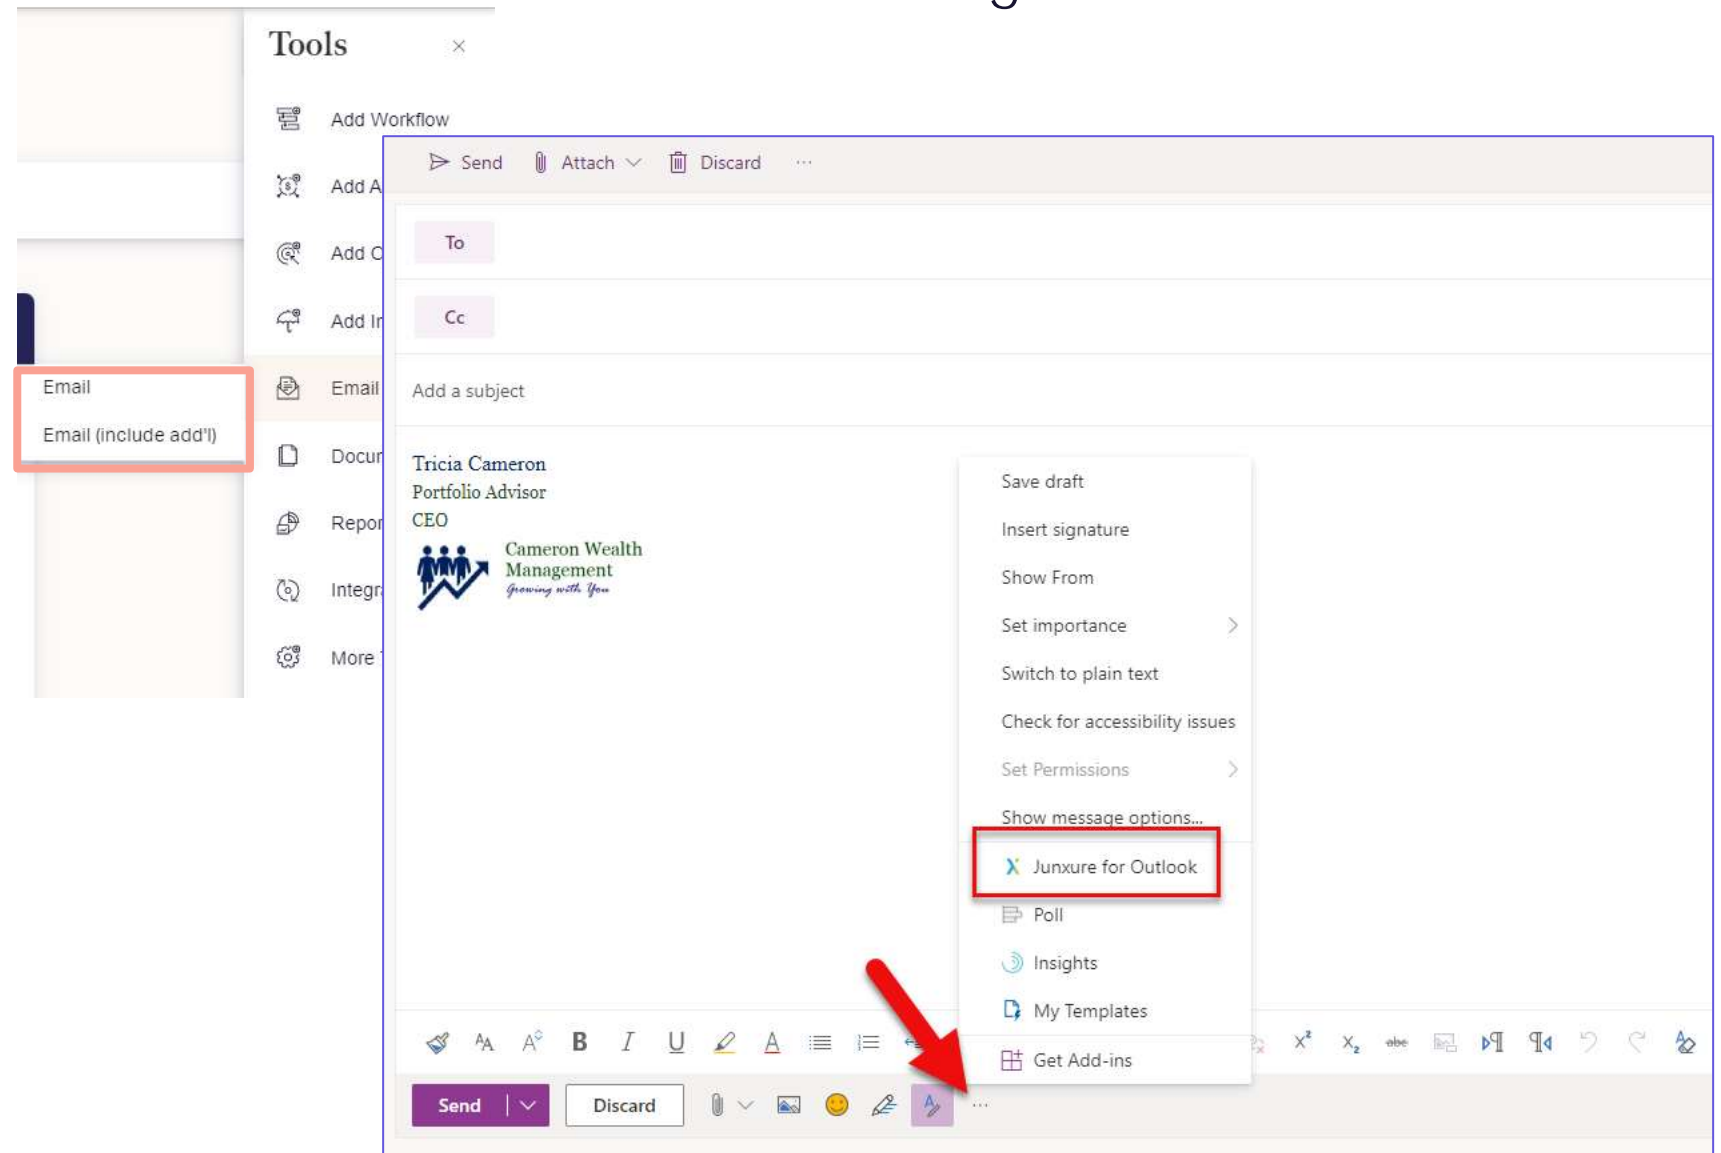 Tools
Add Workflow
Add A
Add C
Add Ir
Email
Email
Email (include add'l)
Docur
Repor
Integr
More
Send
Attach
Discard
To
Cc
Add a subject
Tricia Cameron
Portfolio Advisor
CEO
Cameron Wealth
Management
Growing with You
Save draft
Insert signature
Show From
Set importance
Switch to plain text
Check for accessibility issues
Set Permissions
Show message options...
Junxure for Outlook
Poll
Insights
My Templates
Get Add-ins
Send
Discard